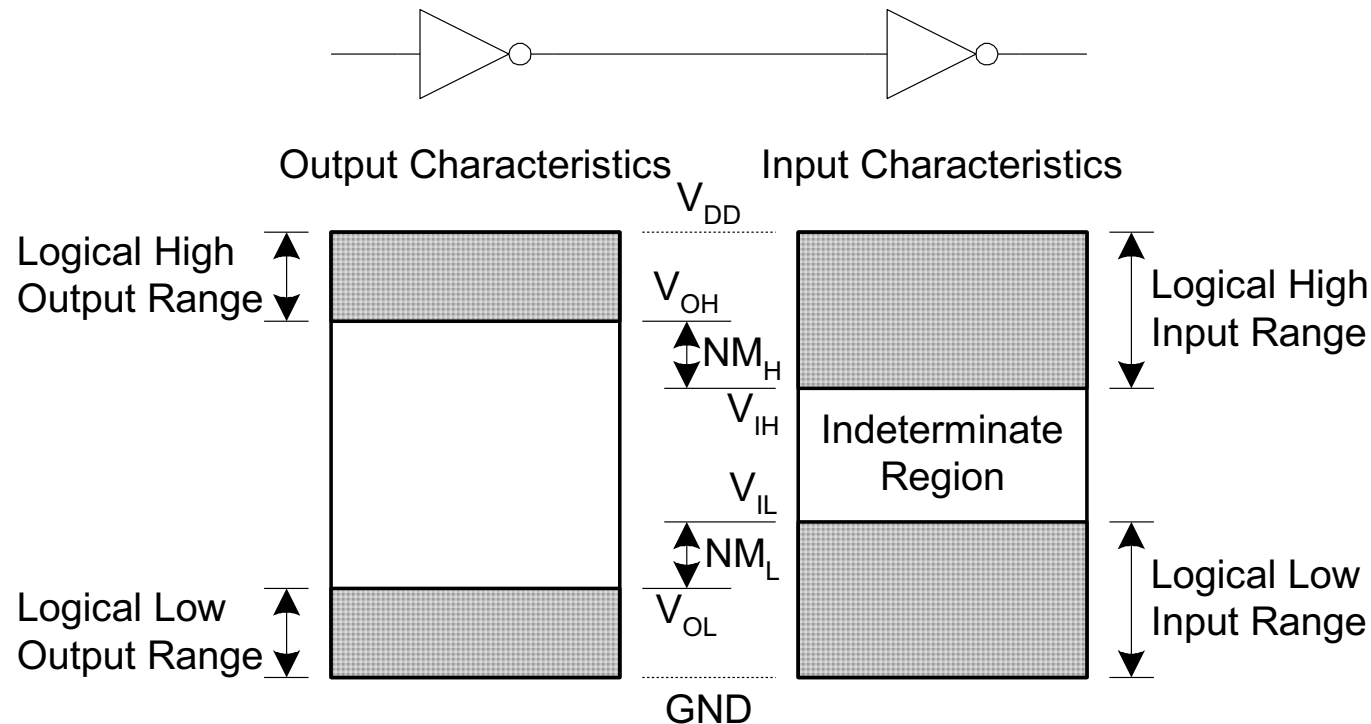 Output Characteristics
Input Characteristics
V_DD
Logical High
Output Range
V_OH
NM_H
V_IH
Logical High
Input Range
Indeterminate
Region
V_IL
NM_L
V_OL
Logical Low
Output Range
Logical Low
Input Range
GND